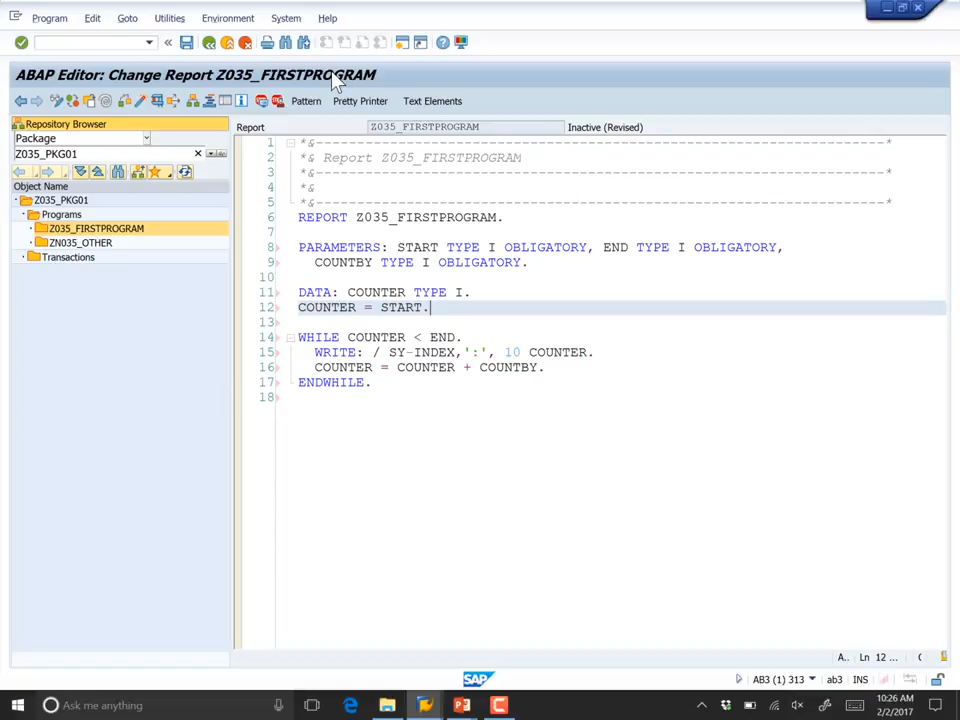 Program Edit Goto Utilities Environment System Help
ABAP Editor: Change Report Z035_FIRSTPROGRAM
Pattern Pretty Printer Text Elements
Repository Browser
Package
Z035_PKG01
Object Name
Z035_PKG01
Programs
Z035_FIRSTPROGRAM
ZN035_OTHER
Transactions
Report Z035_FIRSTPROGRAM Inactive (Revised)
1 *&---------------------------------------------------------------------*
2 *& Report Z035_FIRSTPROGRAM
3 *&---------------------------------------------------------------------*
4 *&
5 *&---------------------------------------------------------------------*
6 REPORT Z035_FIRSTPROGRAM.
7
8 PARAMETERS: START TYPE I OBLIGATORY, END TYPE I OBLIGATORY,
9 COUNTBY TYPE I OBLIGATORY.
10
11 DATA: COUNTER TYPE I.
12 COUNTER = START.
13
14 WHILE COUNTER < END.
15 WRITE: / SY-INDEX,':', 10 COUNTER.
16 COUNTER = COUNTER + COUNTBY.
17 ENDWHILE.
18
A.. Ln 12 ...
SAP
AB3 (1) 313 ab3 INS
Ask me anything
10:26 AM
2/2/2017